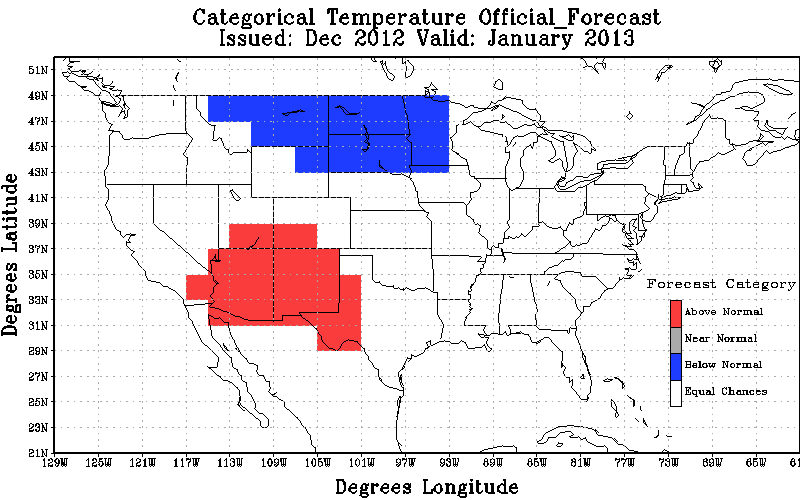 Categorical Temperature Official_Forecast
Issued: Dec 2012 Valid: January 2013
Degrees Latitude
51N
49N
47N
45N
43N
41N
39N
37N
35N
33N
31N
29N
27N
25N
23N
21N
Forecast Category
Above Normal
Near Normal
Below Normal
Equal Chances
129W 125W 121W 117W 113W 109W 105W 101W 97W 93W 89W 85W 81W 77W 73W 69W 65W 61
Degrees Longitude